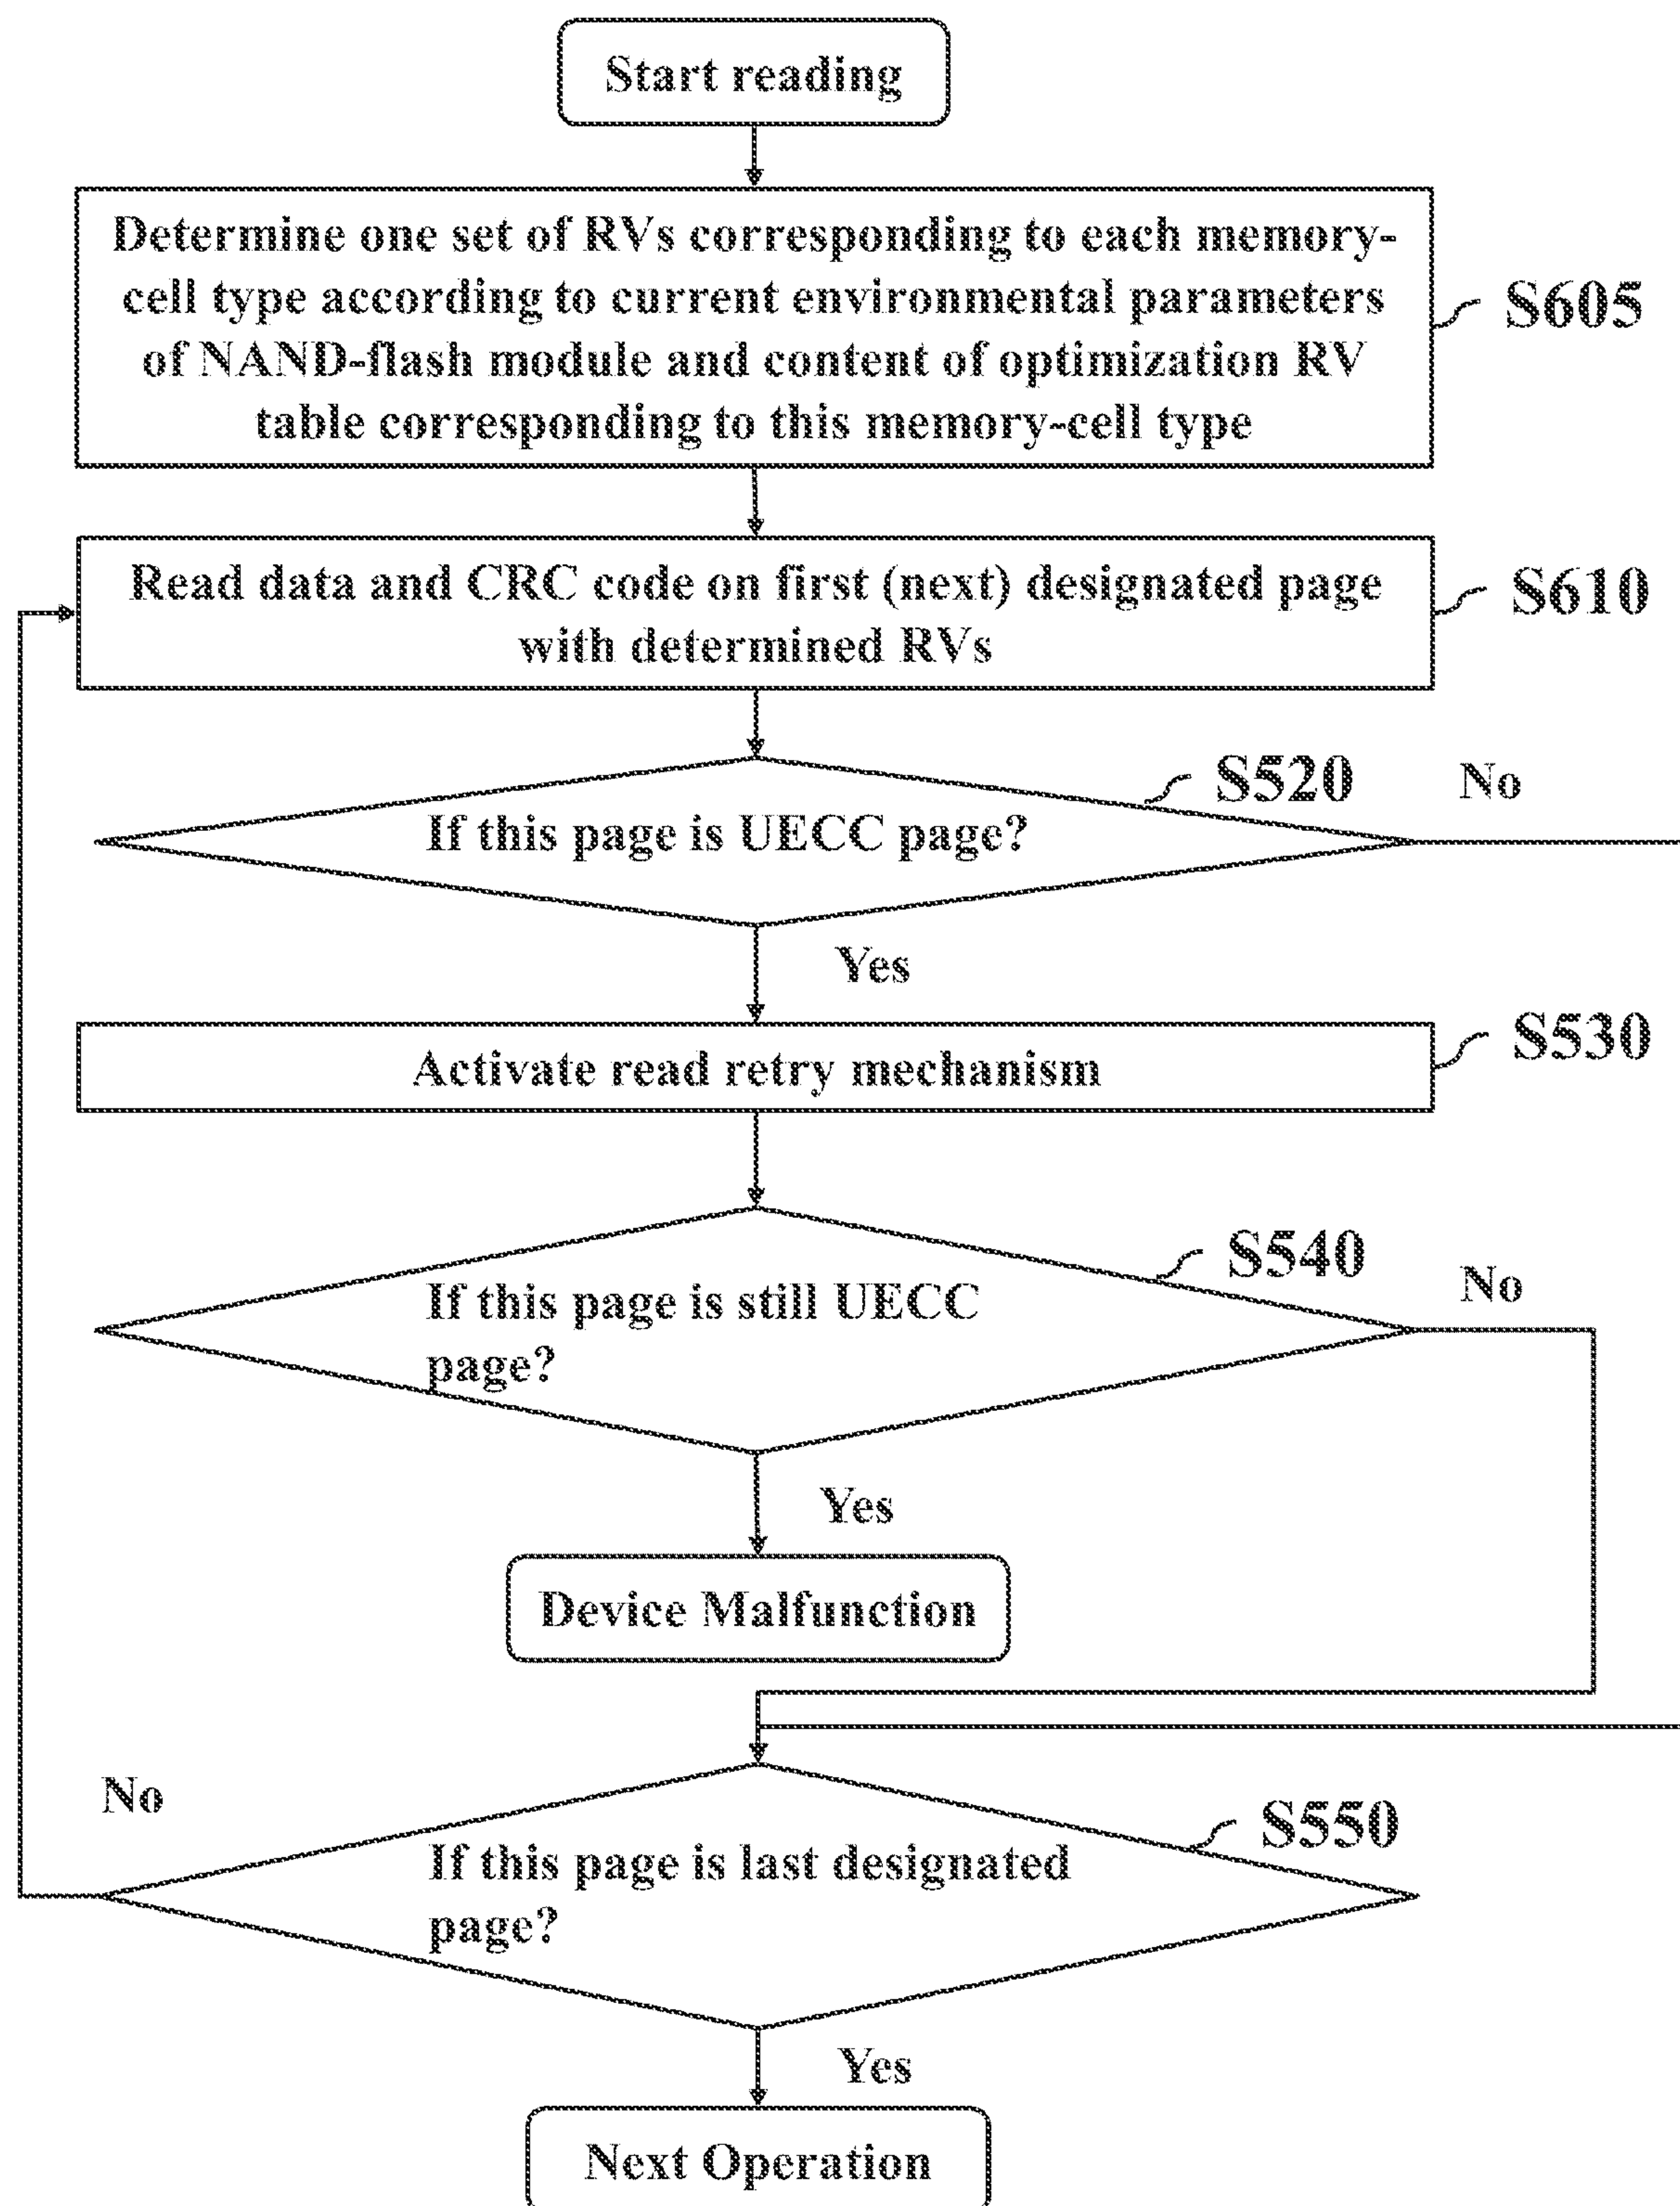 Start reading
Determine one set of RVs corresponding to each memory-
cell type according to current environmental parameters
of NAND-flash module and content of optimization RV
table corresponding to this memory-cell type
S605
Read data and CRC code on first (next) designated page
with determined RVs
S610
S520
No
If this page is UECC page?
Yes
S530
Activate read retry mechanism
S540
No
If this page is still UECC
page?
Yes
Device Malfunction
No
S550
If this page is last designated
page?
Yes
Next Operation